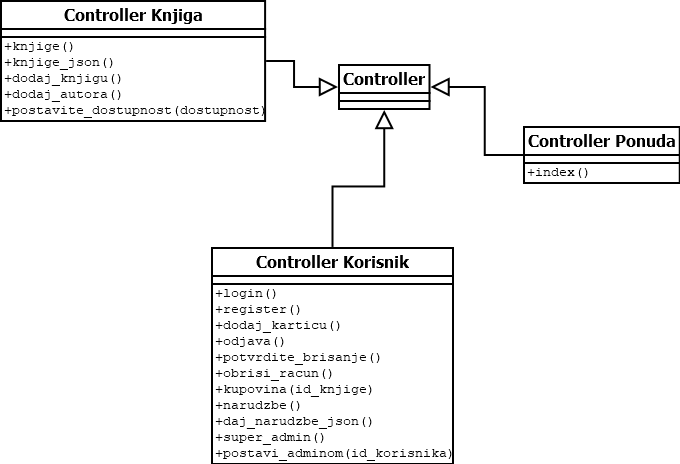 Controller Knjiga
+knjige()
+knjige_json()
+dodaj_knjigu()
+dodaj_autora()
+postavite_dostupnost(dostupnost)
Controller
Controller Ponuda
+index()
Controller Korisnik
+login()
+register()
+dodaj_karticu()
+odjava()
+potvrdite_brisanje()
+obrisi_racun()
+kupovina(id_knjige)
+narudzbe()
+daj_narudzbe_json()
+super_admin()
+postavi_adminom(id_korisnika)